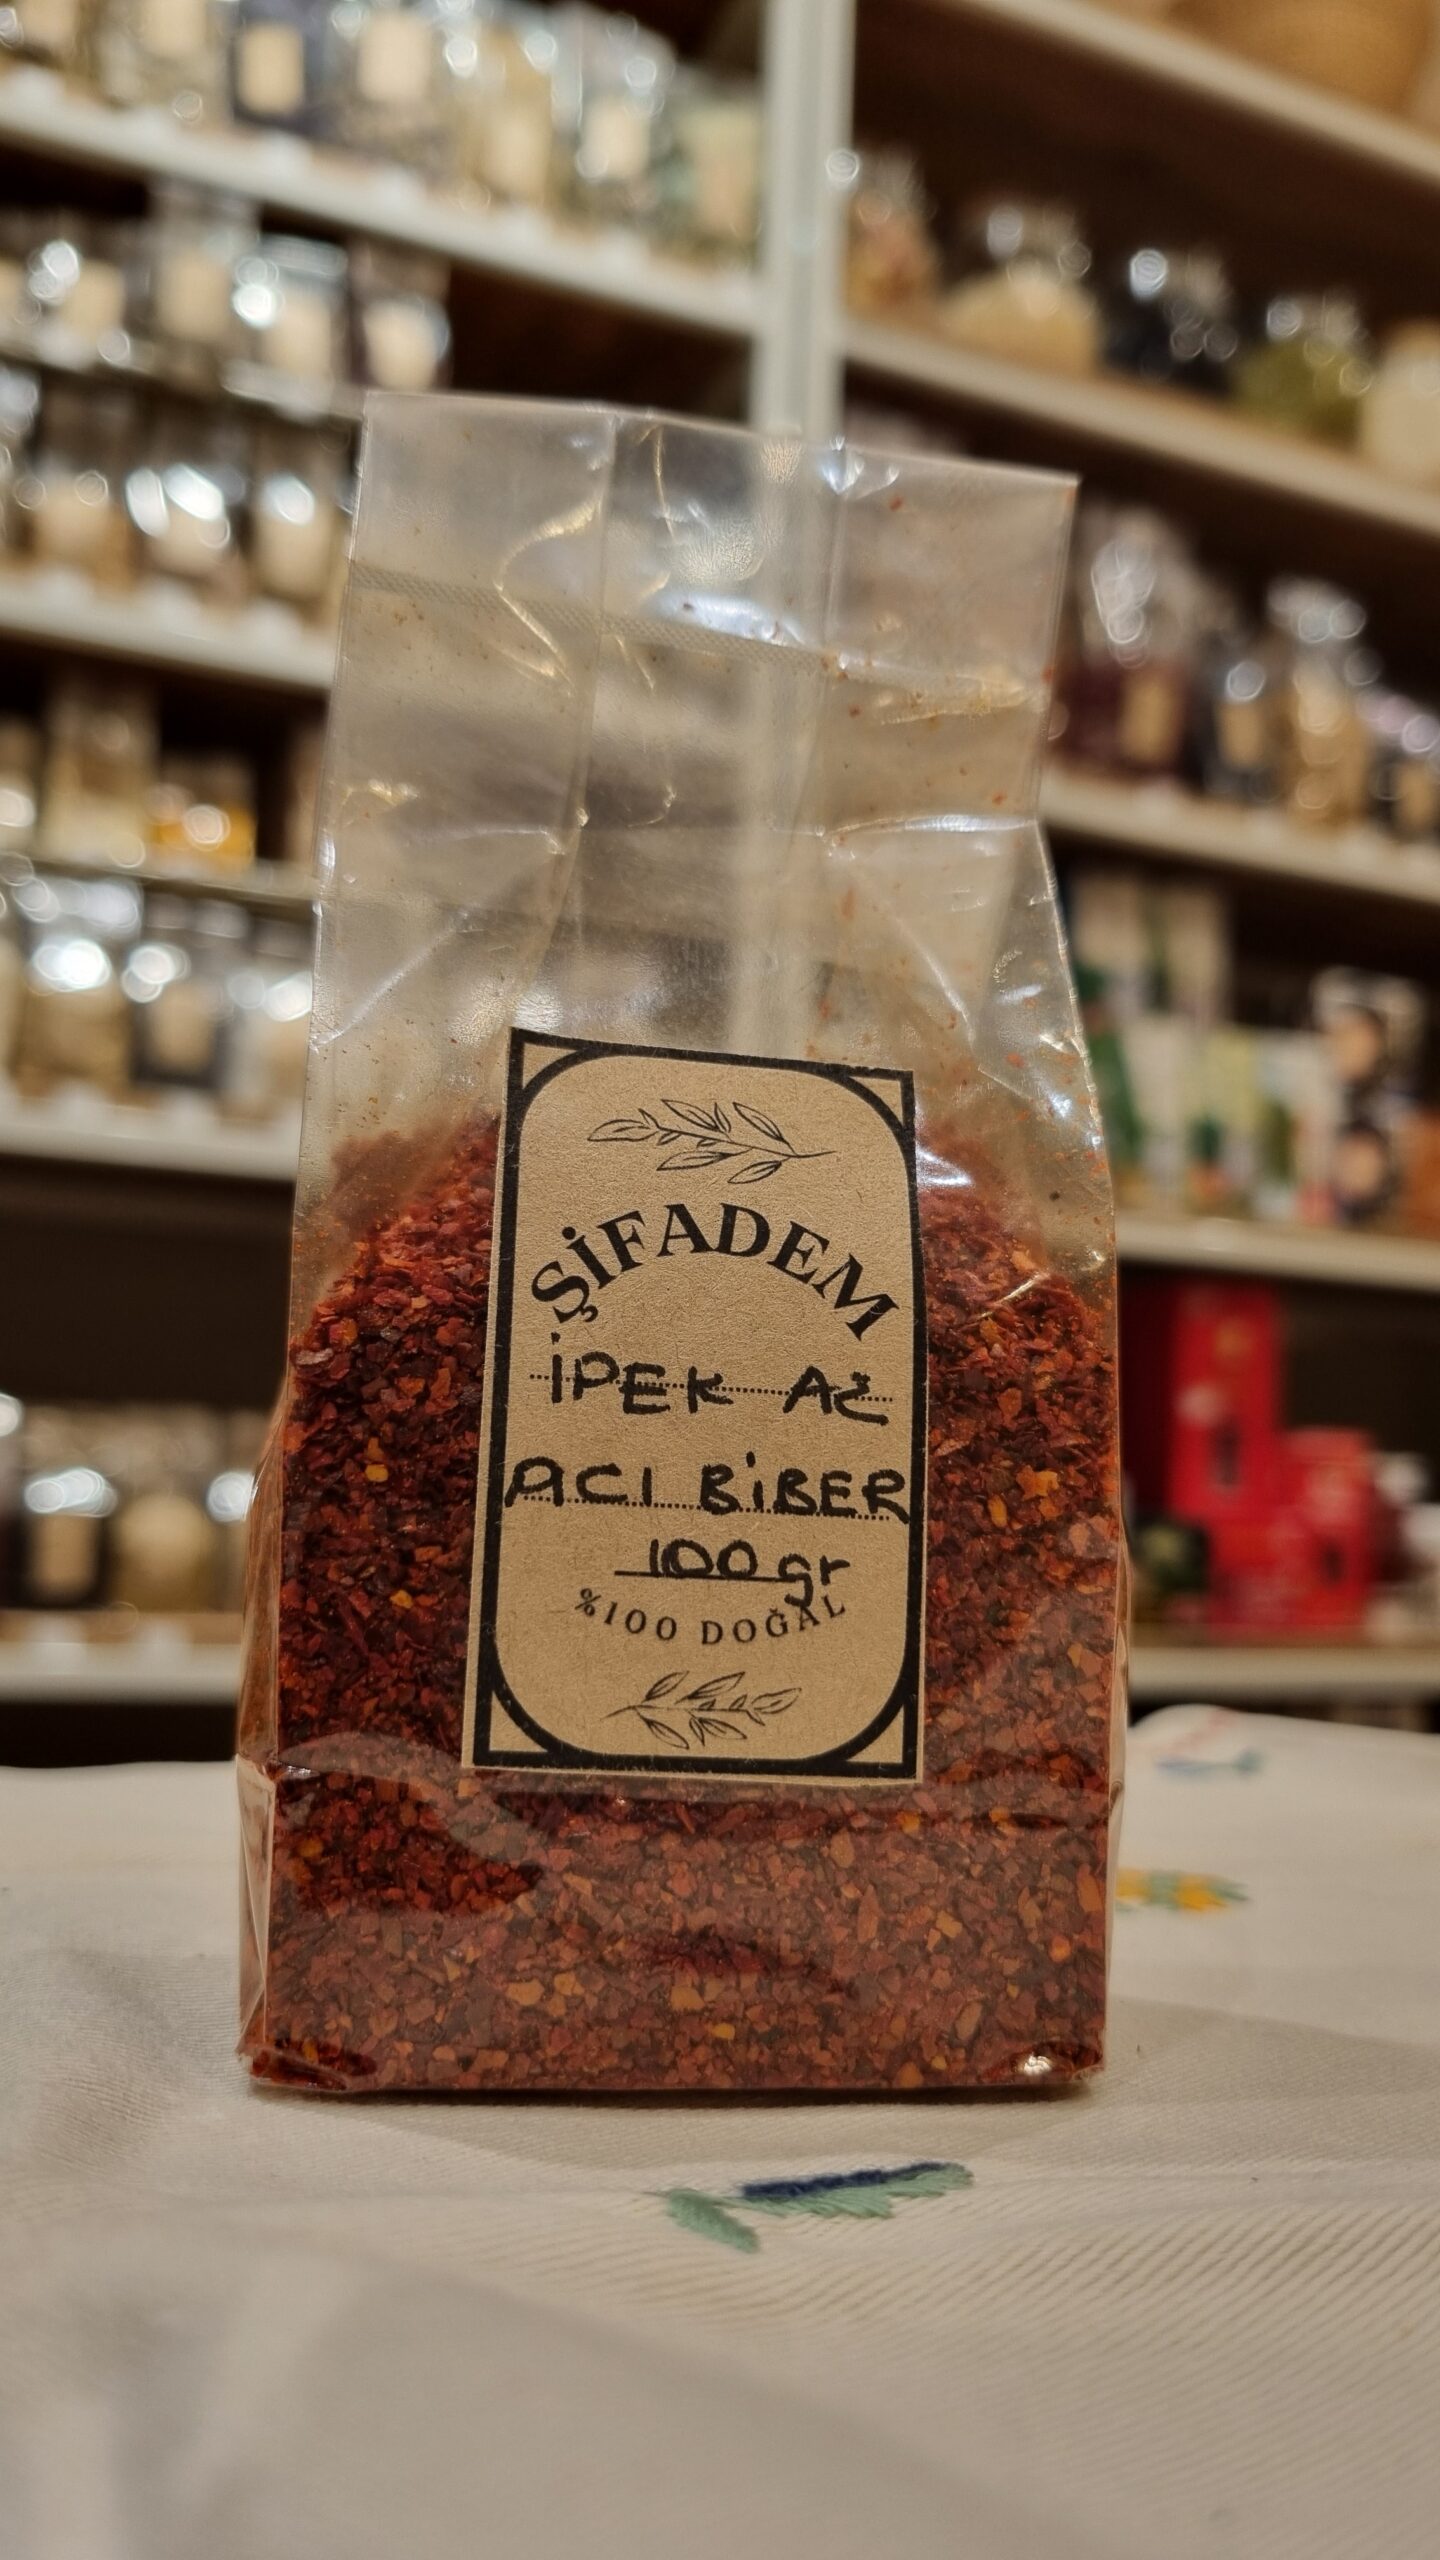 ŞİFADEM
İPEK AZ
ACI BİBER
100 gr
%100 DOĞAL